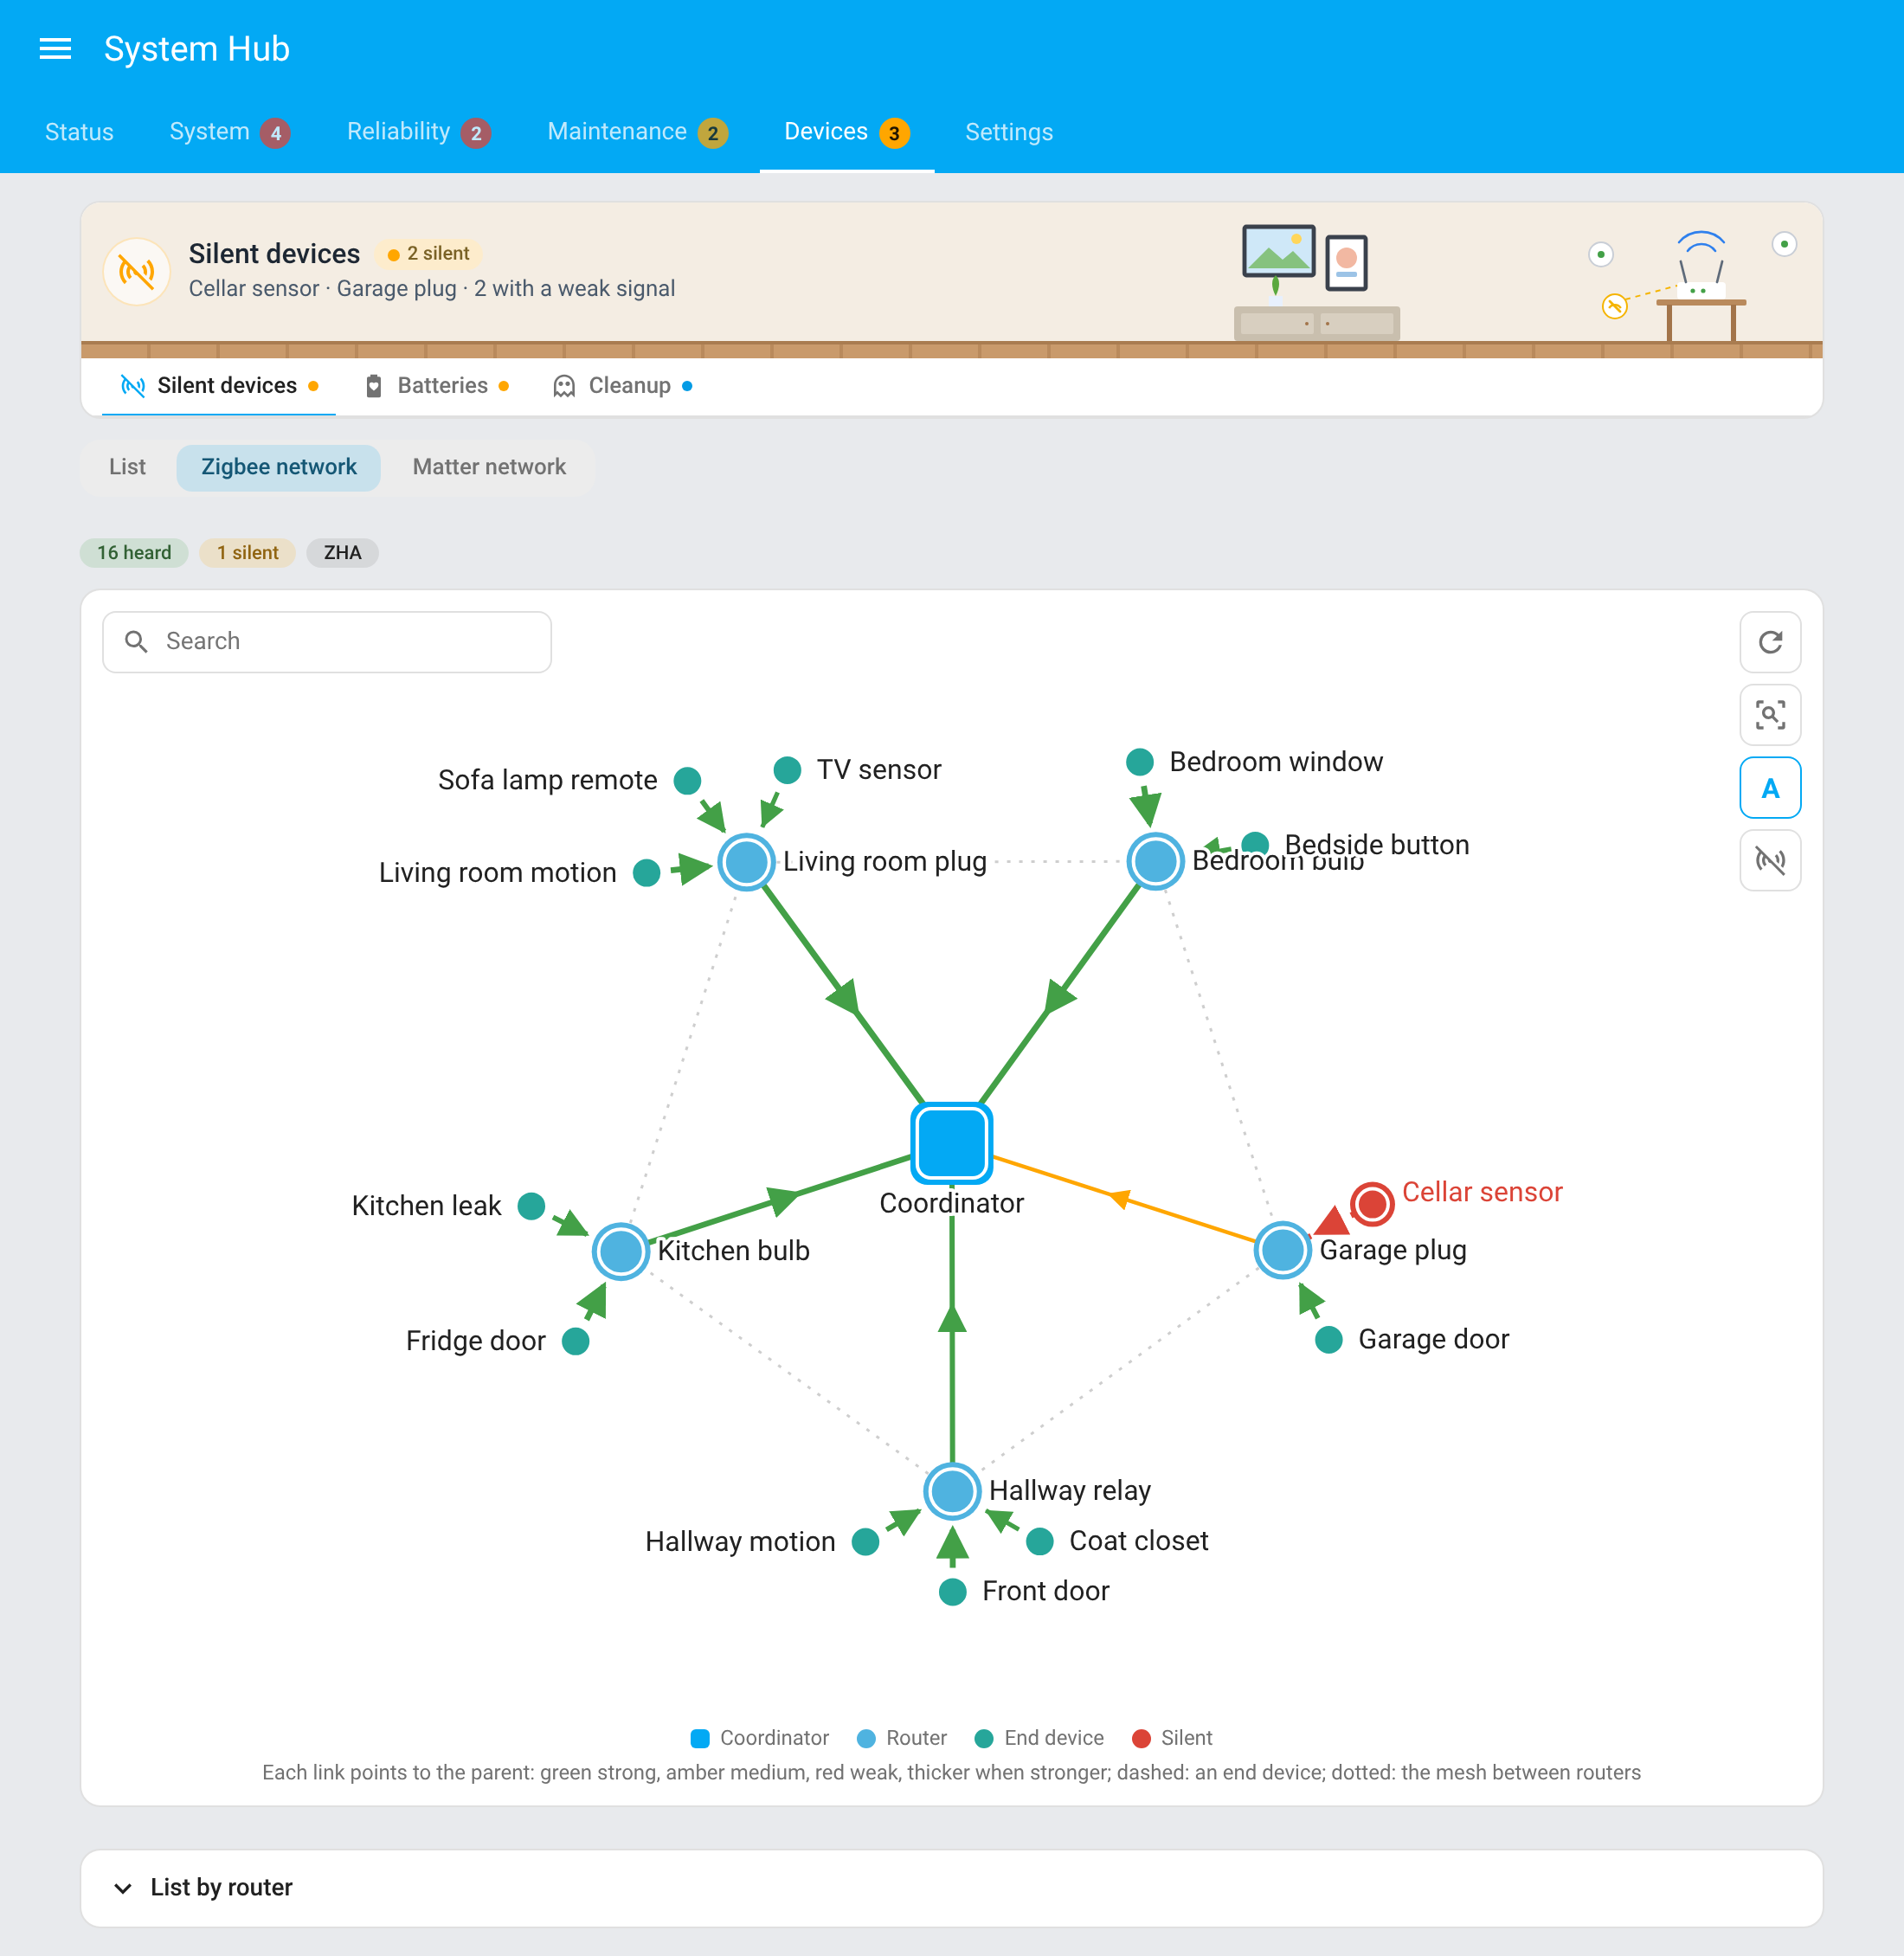 System Hub
Status System 4 Reliability 2 Maintenance 2 Devices 3 Settings
Silent devices 2 silent
Cellar sensor · Garage plug · 2 with a weak signal
Silent devices Batteries Cleanup
List Zigbee network Matter network
16 heard 1 silent ZHA
Search
A
Sofa lamp remote
TV sensor
Bedroom window
Living room motion
Living room plug
Bedside button
Bedroom bulb
Kitchen leak
Coordinator
Cellar sensor
Kitchen bulb
Garage plug
Fridge door
Garage door
Hallway relay
Hallway motion
Coat closet
Front door
Coordinator Router End device Silent
Each link points to the parent: green strong, amber medium, red weak, thicker when stronger; dashed: an end device; dotted: the mesh between routers
List by router